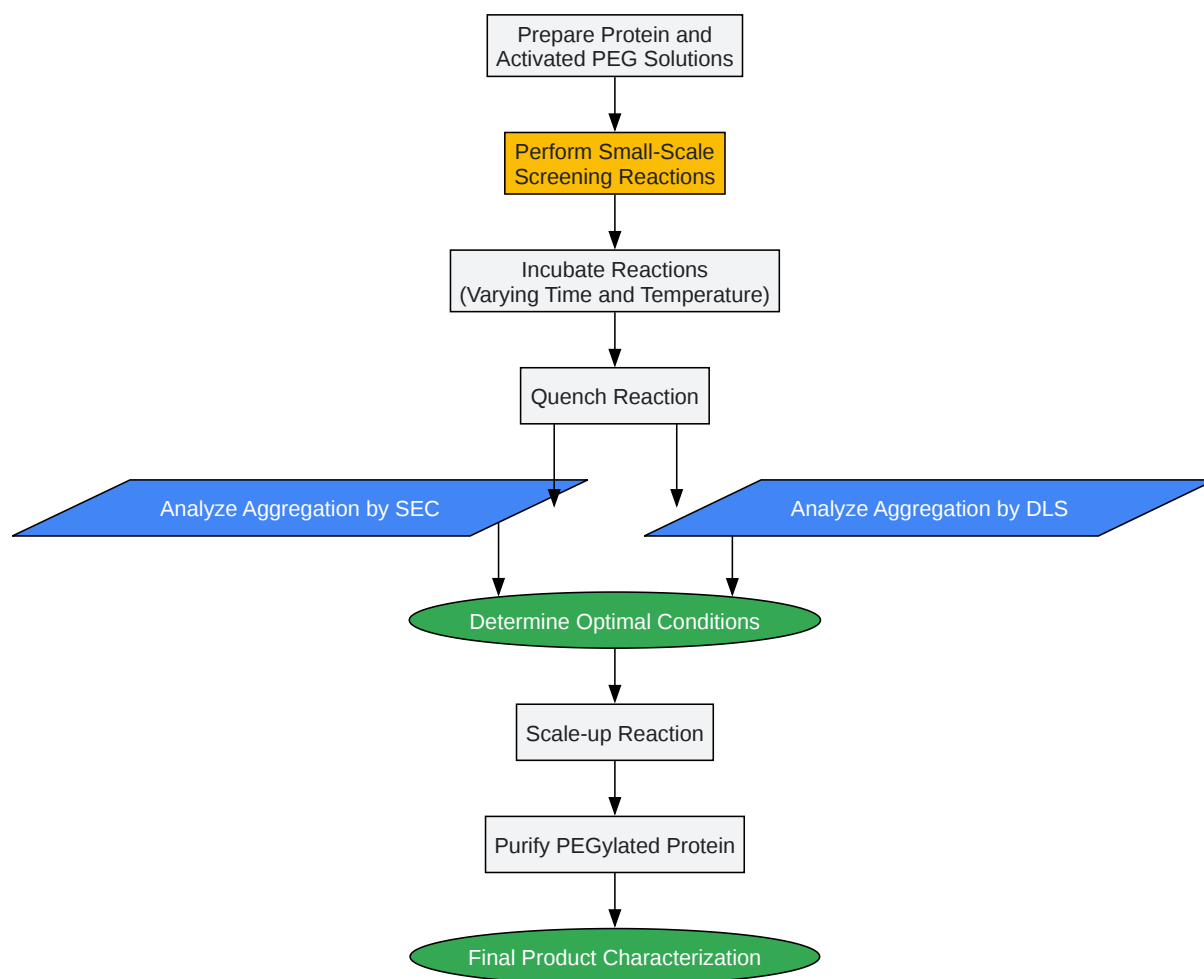 Prepare Protein and
Activated PEG Solutions
Perform Small-Scale
Screening Reactions
Incubate Reactions
(Varying Time and Temperature)
Quench Reaction
Analyze Aggregation by SEC
Analyze Aggregation by DLS
Determine Optimal Conditions
Scale-up Reaction
Purify PEGylated Protein
Final Product Characterization